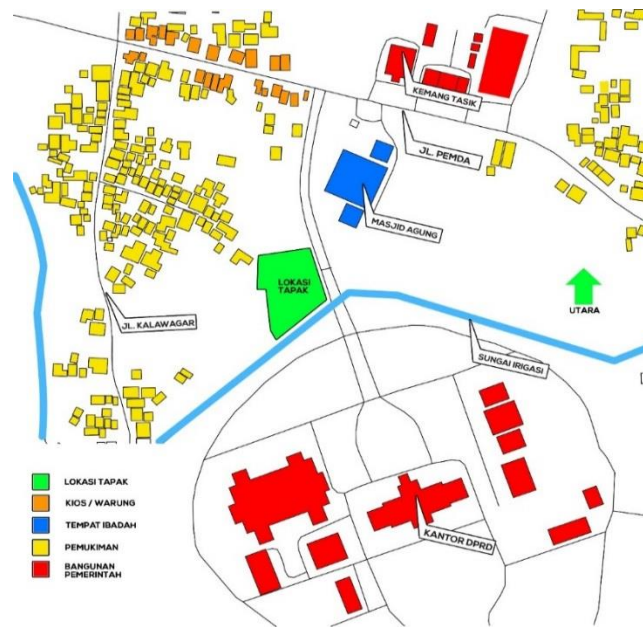 KEMANG TASIK
JL. PEMDA
MASJID AGUNG
LOKASI
TAPAK
UTARA
JL. KALAWAGAR
SUNGAI IRIGASI
LOKASI TAPAK
KIOS / WARUNG
TEMPAT IBADAH
PEMUKIMAN
BANGUNAN
PEMERINTAH
KANTOR DPRD